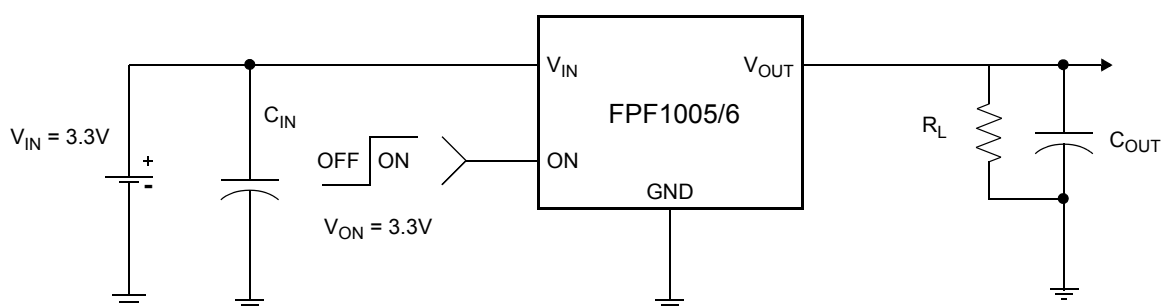 V_IN
V_OUT
FPF1005/6
C_IN
R_L
V_IN = 3.3V
+
-
OFF
ON
ON
C_OUT
GND
V_ON = 3.3V